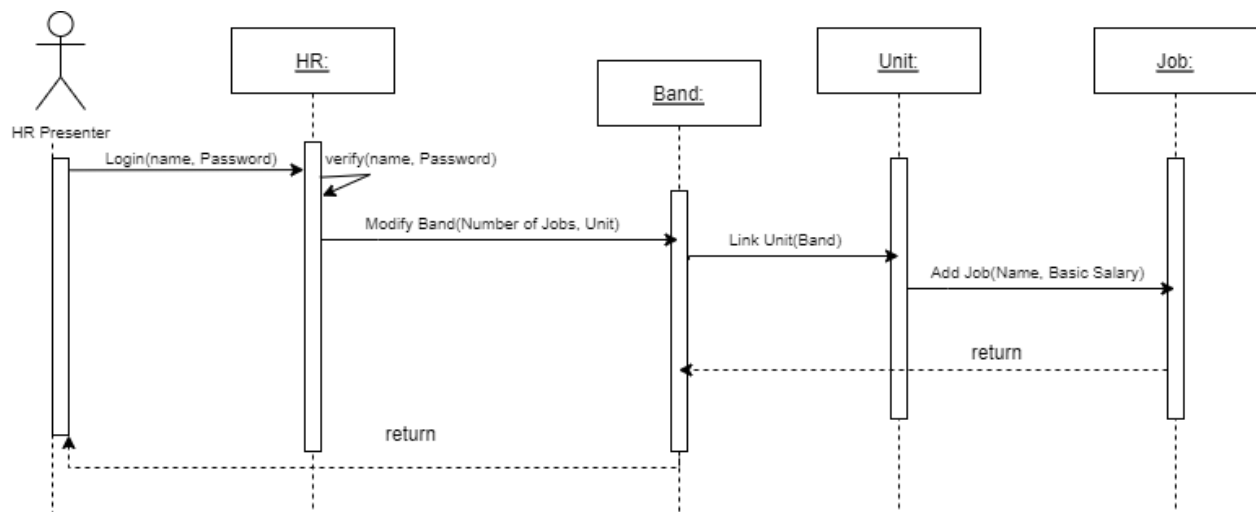 HR:
Unit:
Job:
Band:
HR Presenter
Login(name, Password)
verify(name, Password)
Modify Band(Number of Jobs, Unit)
Link Unit(Band)
Add Job(Name, Basic Salary)
return
return